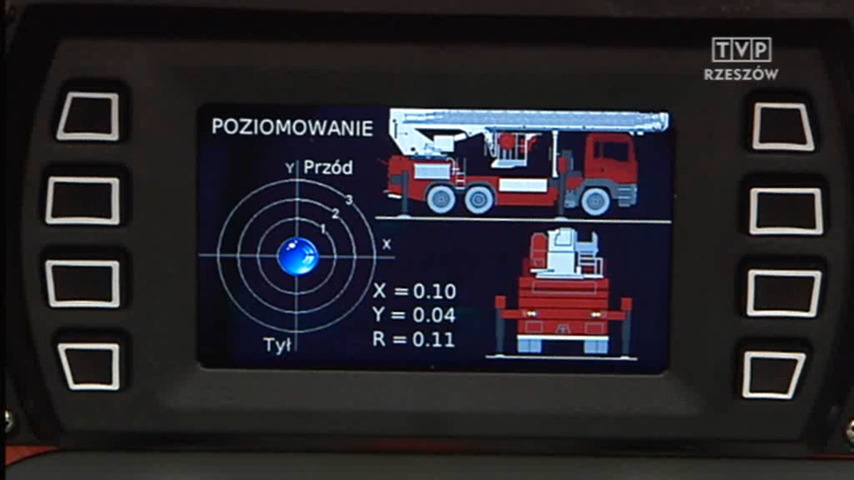 TVP
RZESZÓW
POZIOMOWANIE
Y Przód
3
2
1
X
X = 0.10
Y = 0.04
R = 0.11
Tył